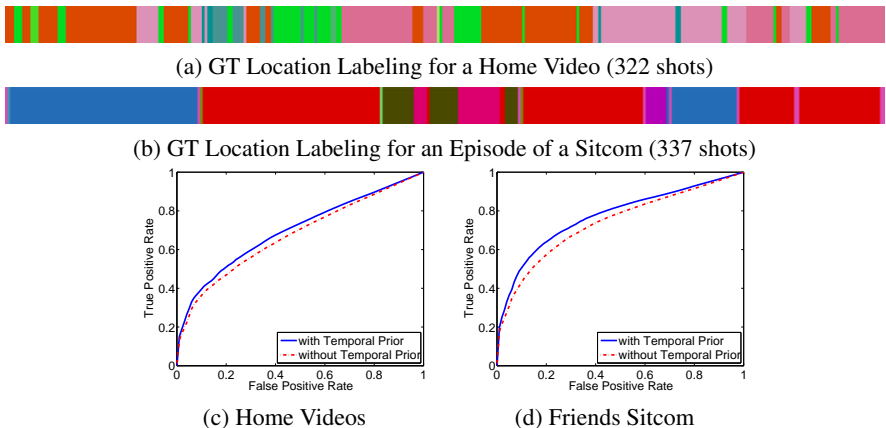 (a) GT Location Labeling for a Home Video (322 shots)
(b) GT Location Labeling for an Episode of a Sitcom (337 shots)
1
0.8
0.6
0.4
0.2
0
True Positive Rate
with Temporal Prior
without Temporal Prior
0 0.2 0.4 0.6 0.8 1
False Positive Rate
(c) Home Videos
1
0.8
0.6
0.4
0.2
0
True Positive Rate
with Temporal Prior
without Temporal Prior
0 0.2 0.4 0.6 0.8 1
False Positive Rate
(d) Friends Sitcom